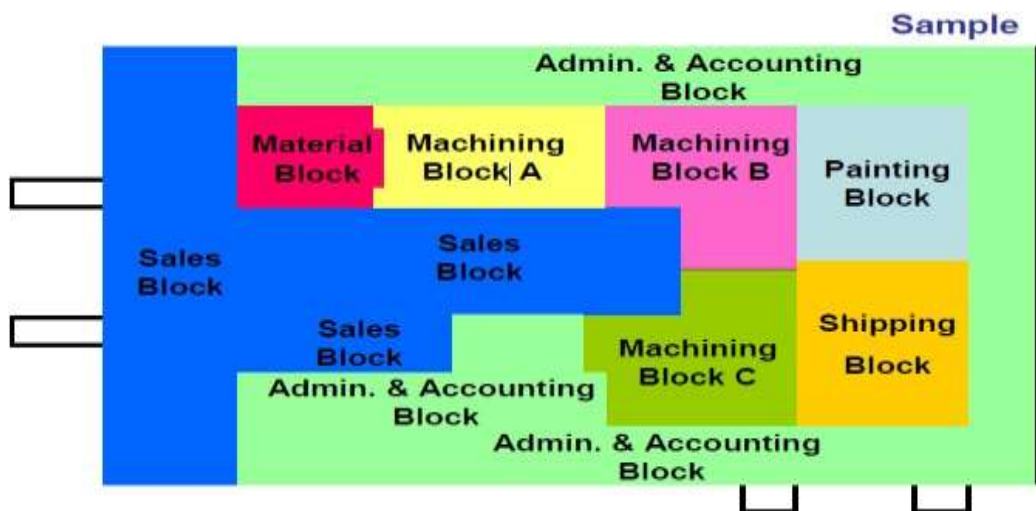 Sample
Admin. & Accounting
Block
Material
Block
Machining
Block A
Machining
Block B
Painting
Block
Sales
Block
Sales
Block
Sales
Block
Machining
Block C
Shipping
Block
Admin. & Accounting
Block
Admin. & Accounting
Block